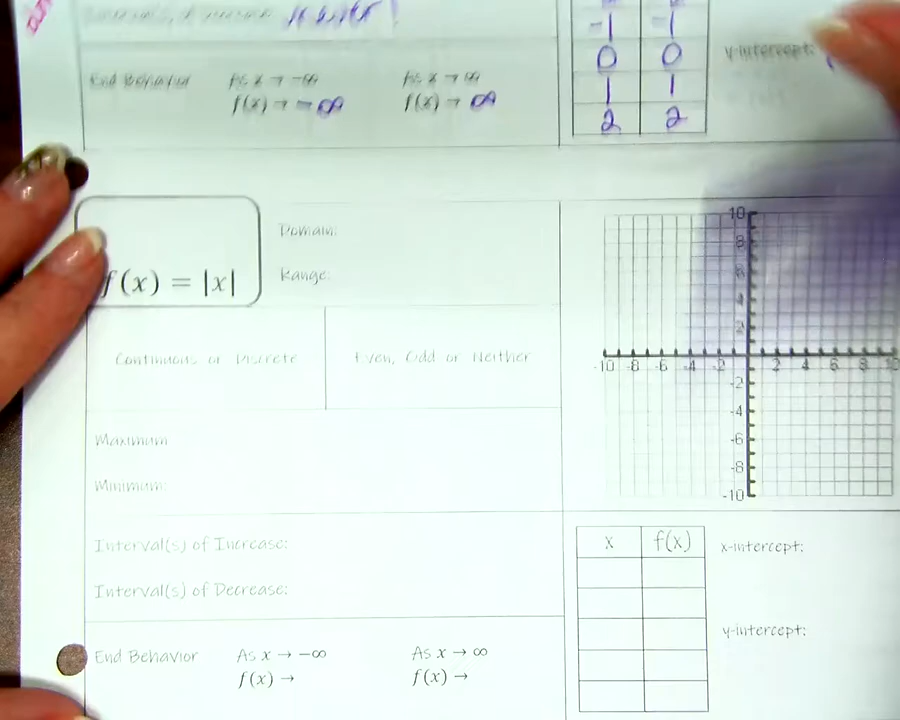 -1 -1
0 0
1 1
2 2
y-intercept:
End Behavior As x → -∞ As x → ∞
f(x) → -∞ f(x) → ∞
f(x) = |x|
Domain:
Range:
Continuous or Discrete
Even, Odd or Neither
Maximum
Minimum:
Interval(s) of Increase:
Interval(s) of Decrease:
End Behavior As x → -∞ As x → ∞
f(x) → f(x) →
10
8
6
4
2
-10 -8 -6 -4 -2 2 4 6 8 10
-2
-4
-6
-8
-10
x f(x)
x-intercept:
y-intercept: